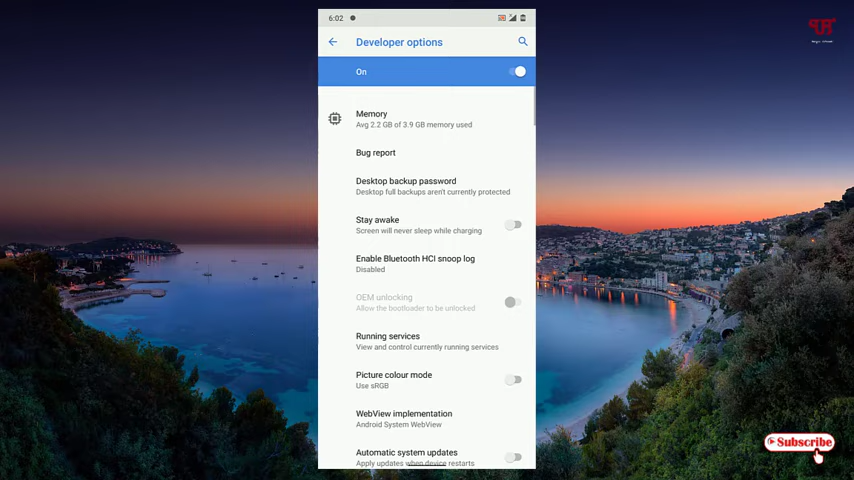 6:02
Developer options
On
Memory
Avg 2.2 GB of 3.9 GB memory used
Bug report
Desktop backup password
Desktop full backups aren't currently protected
Stay awake
Screen will never sleep while charging
Enable Bluetooth HCI snoop log
Disabled
OEM unlocking
Allow the bootloader to be unlocked
Running services
View and control currently running services
Picture colour mode
Use sRGB
WebView implementation
Android System WebView
Automatic system updates
Apply updates when device restarts
Subscribe